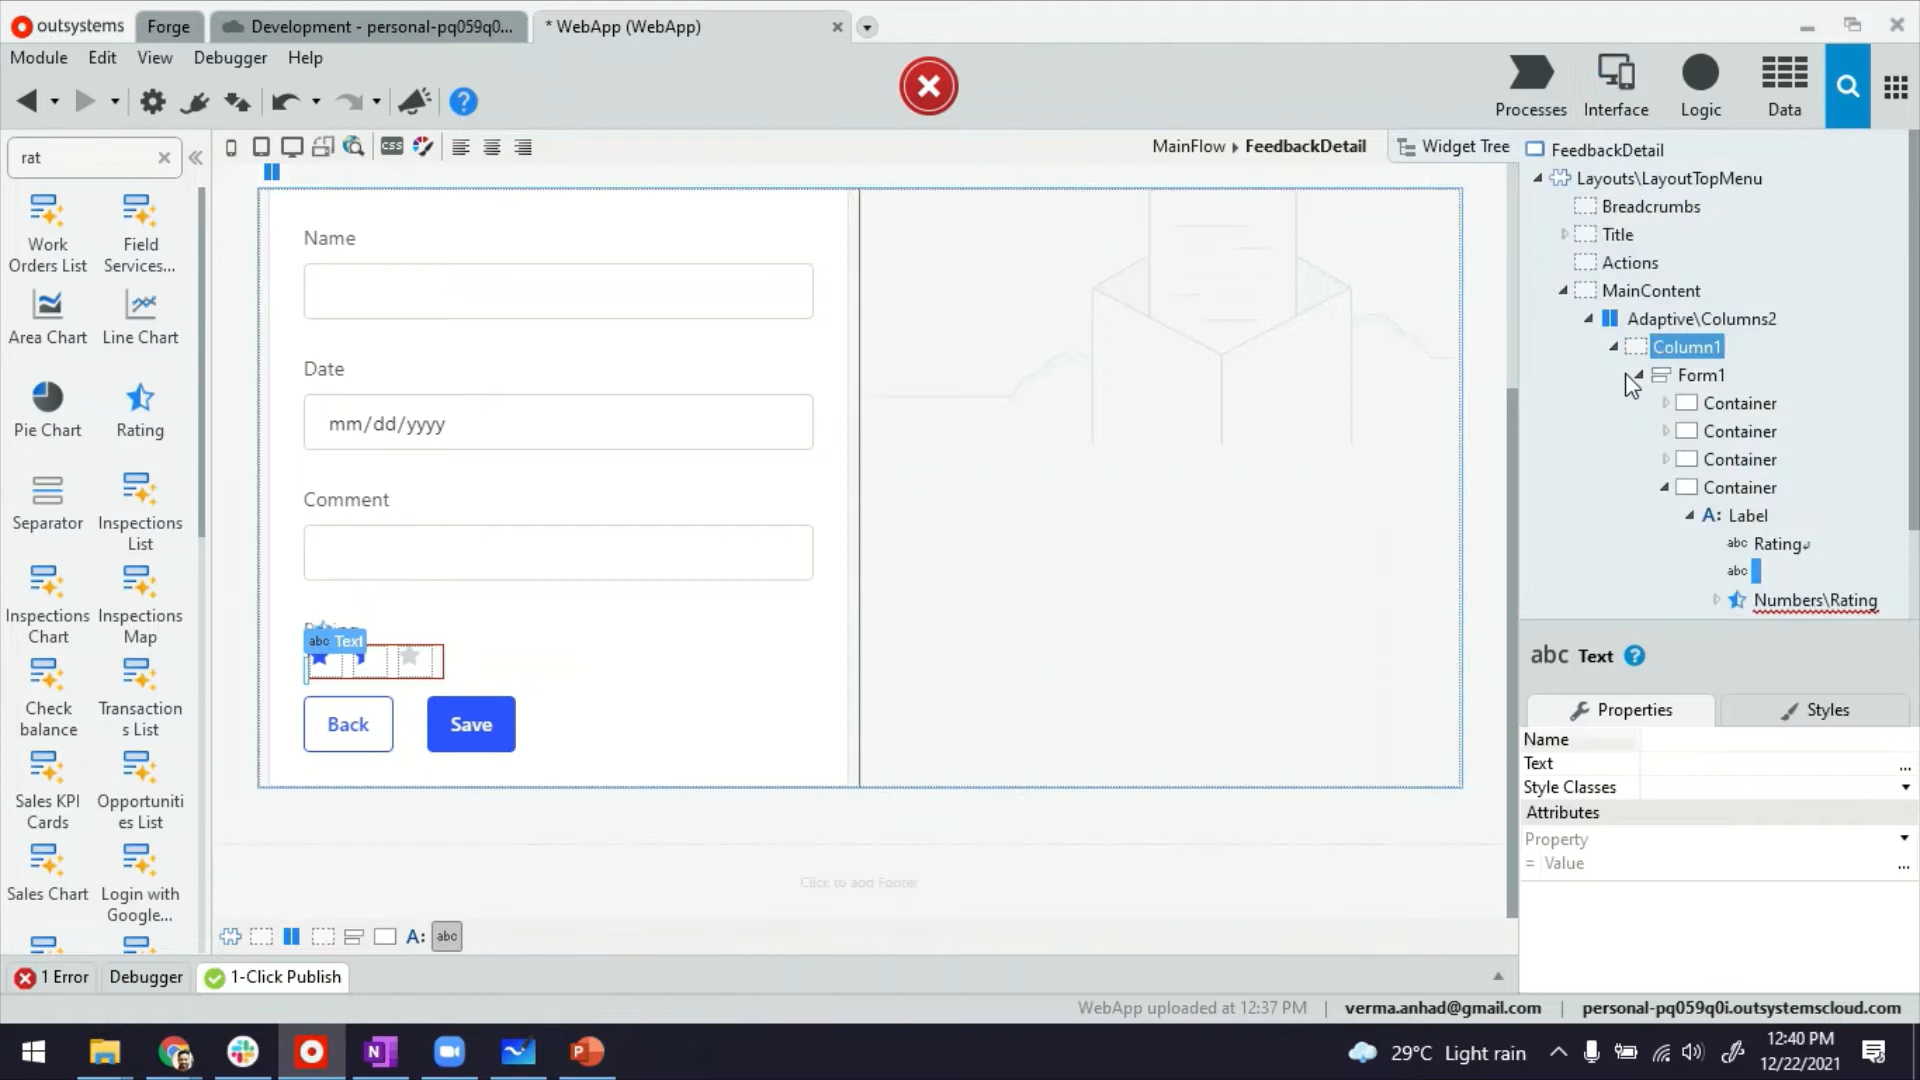 outsystems
Forge
Development - personal-pq059q0...
* WebApp (WebApp)
Module
Edit
View
Debugger
Help
?
Processes
Interface
Logic
Data
rat
CSS
MainFlow
FeedbackDetail
Widget Tree
Work Orders List
Field Services...
Area Chart
Line Chart
Pie Chart
Rating
Separator
Inspections List
Inspections Chart
Inspections Map
Check balance
Transaction s List
Sales KPI Cards
Opportuniti es List
Sales Chart
Login with Google...
Name
Date
mm/dd/yyyy
Comment
abc Text
Back
Save
Click to add Footer
A:
abc
FeedbackDetail
Layouts\LayoutTopMenu
Breadcrumbs
Title
Actions
MainContent
Adaptive\Columns2
Column1
Form1
Container
Container
Container
Container
A: Label
abc Rating
abc
Numbers\Rating
abc Text ?
Properties
Styles
Name
Text
...
Style Classes
Attributes
Property
= Value
...
1 Error
Debugger
1-Click Publish
WebApp uploaded at 12:37 PM
verma.anhad@gmail.com
personal-pq059q0i.outsystemscloud.com
N
P
29°C Light rain
12:40 PM
12/22/2021